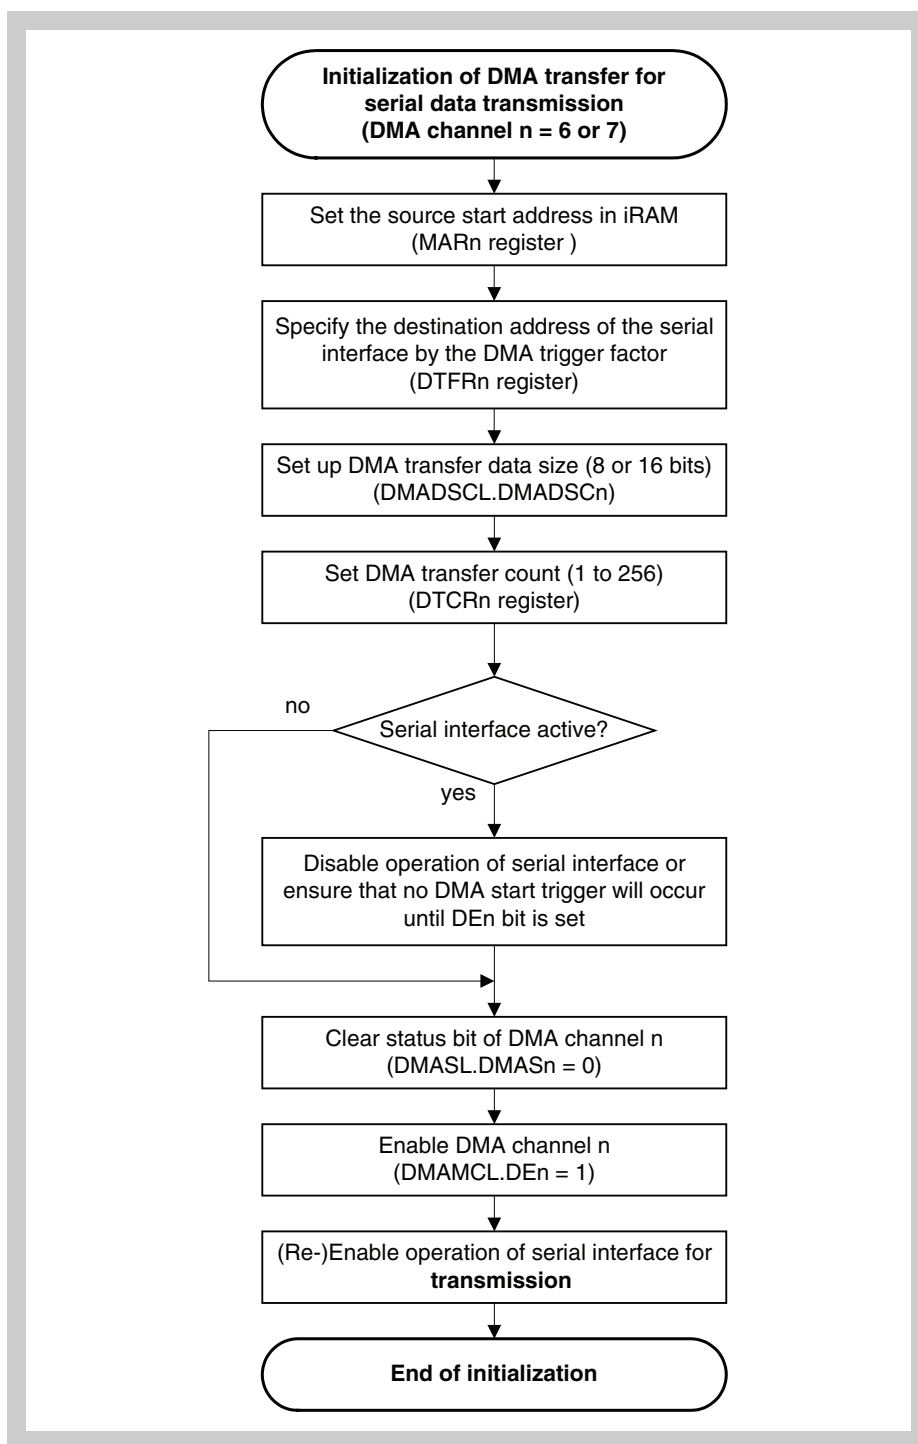 Initialization of DMA transfer for
serial data transmission
(DMA channel n = 6 or 7)
Set the source start address in iRAM
(MARn register )
Specify the destination address of the serial
interface by the DMA trigger factor
(DTFRn register)
Set up DMA transfer data size (8 or 16 bits)
(DMADSCL.DMADSCn)
Set DMA transfer count (1 to 256)
(DTCRn register)
no
Serial interface active?
yes
Disable operation of serial interface or
ensure that no DMA start trigger will occur
until DEn bit is set
Clear status bit of DMA channel n
(DMASL.DMASn = 0)
Enable DMA channel n
(DMAMCL.DEn = 1)
(Re-)Enable operation of serial interface for
transmission
End of initialization